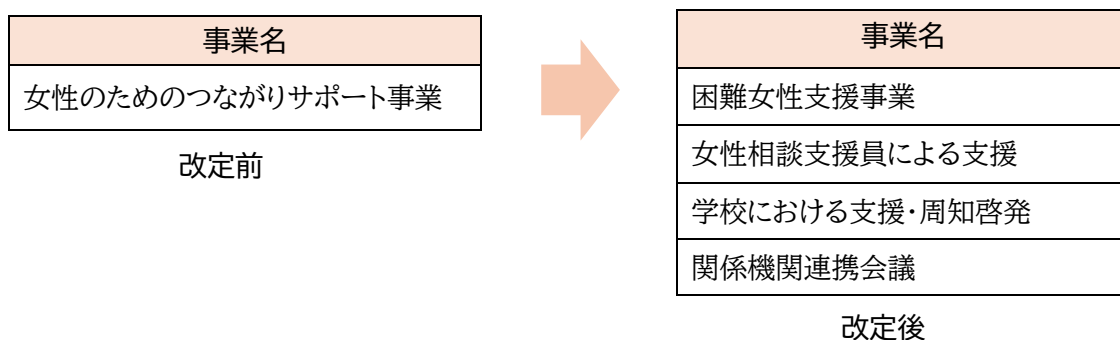 事業名
女性のためのつながりサポート事業
改定前
事業名
困難女性支援事業
女性相談支援員による支援
学校における支援・周知啓発
関係機関連携会議
改定後